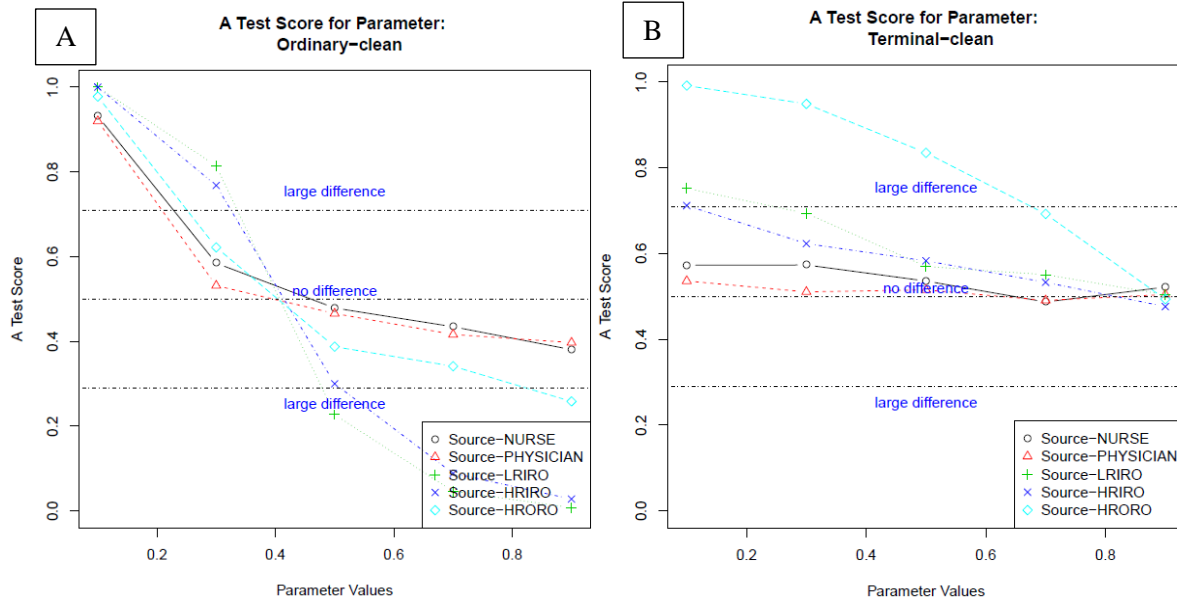 A
A Test Score for Parameter:
Ordinary−clean
A Test Score
1.0
0.8
0.6
0.4
0.2
0.0
large difference
no difference
large difference
Source−NURSE
Source−PHYSICIAN
Source−LRIRO
Source−HRIRO
Source−HRORO
0.2
0.4
0.6
0.8
Parameter Values
B
A Test Score for Parameter:
Terminal−clean
A Test Score
1.0
0.8
0.6
0.4
0.2
0.0
large difference
no difference
large difference
Source−NURSE
Source−PHYSICIAN
Source−LRIRO
Source−HRIRO
Source−HRORO
0.2
0.4
0.6
0.8
Parameter Values